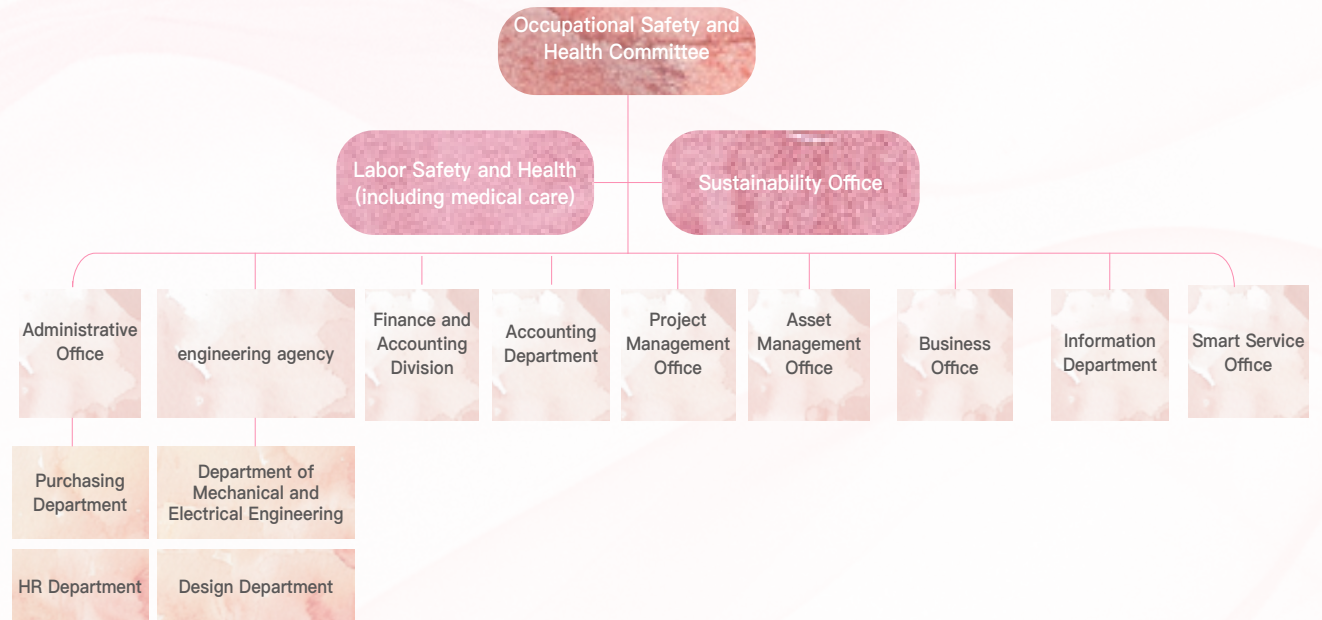 Occupational Safety and
Health Committee
Labor Safety and Health
(including medical care)
Sustainability Office
Administrative
Office
engineering agency
Finance and
Accounting
Division
Accounting
Department
Project
Management
Office
Asset
Management
Office
Business
Office
Information
Department
Smart Service
Office
Purchasing
Department
Department of
Mechanical and
Electrical Engineering
HR Department
Design Department